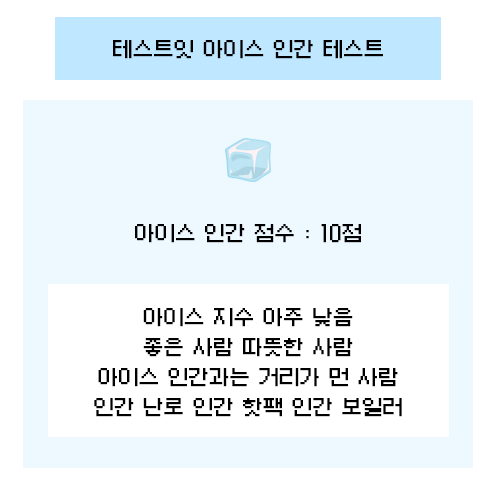 테스트잇 아이스 인간 테스트
아이스 인간 점수 : 10점
아이스 지수 아주 낮음
좋은 사람 따뜻한 사람
아이스 인간과는 거리가 먼 사람
인간 난로 인간 핫팩 인간 보일러